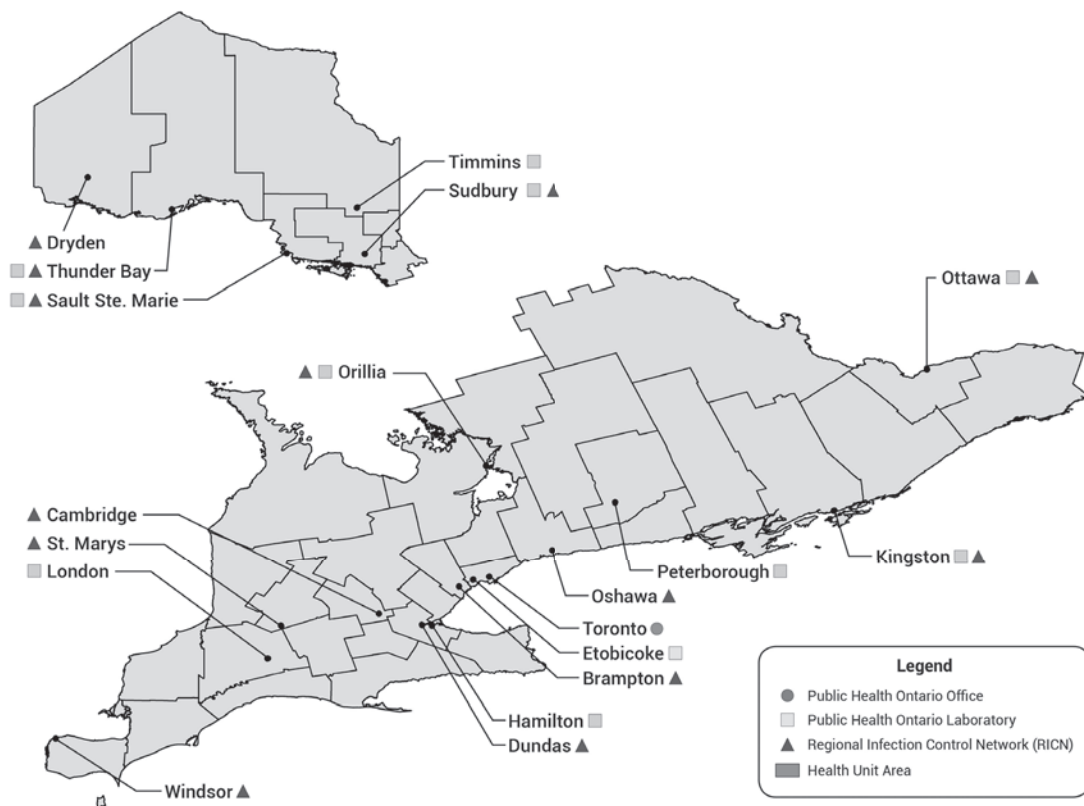 Timmins
Sudbury
Dryden
Thunder Bay
Sault Ste. Marie
Ottawa
Orillia
Cambridge
St. Marys
London
Kingston
Peterborough
Oshawa
Toronto
Etobicoke
Brampton
Hamilton
Dundas
Windsor
Legend
Public Health Ontario Office
Public Health Ontario Laboratory
Regional Infection Control Network (RICN)
Health Unit Area